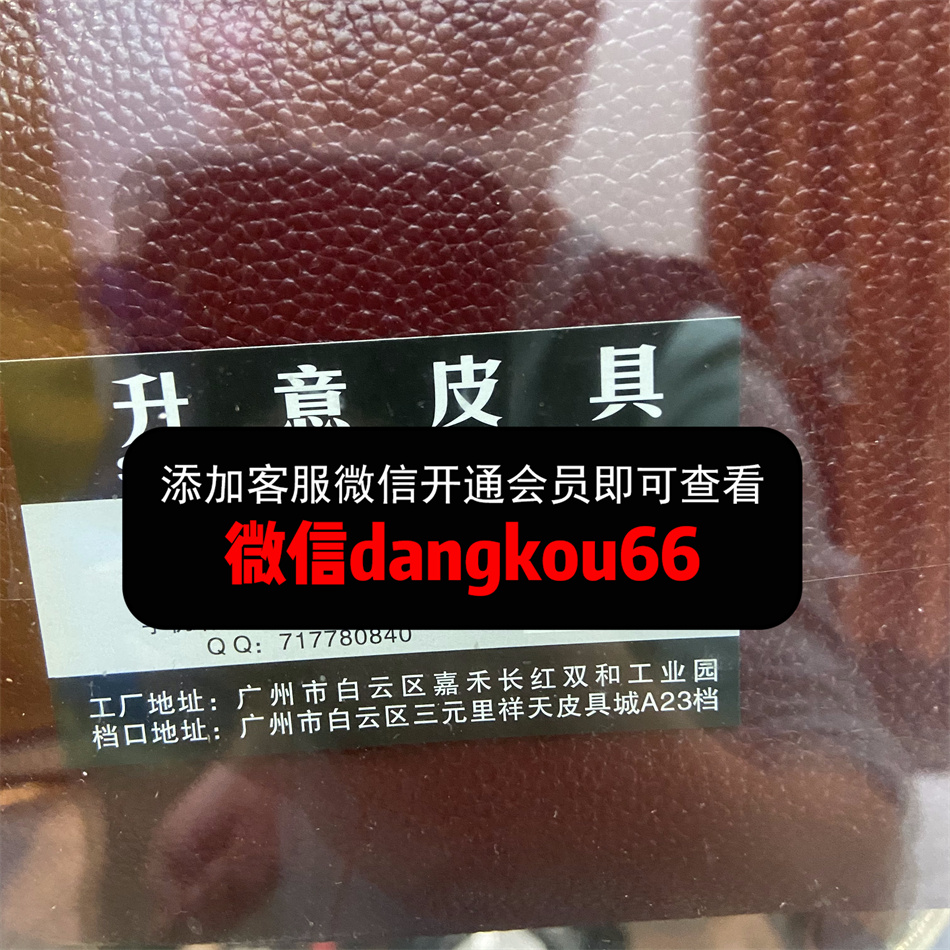 升意皮具
添加客服微信开通会员即可查看
微信dangkou66
QQ：717780840
工厂地址：广州市白云区嘉禾长红双和工业园
档口地址：广州市白云区三元里祥天皮具城A23档